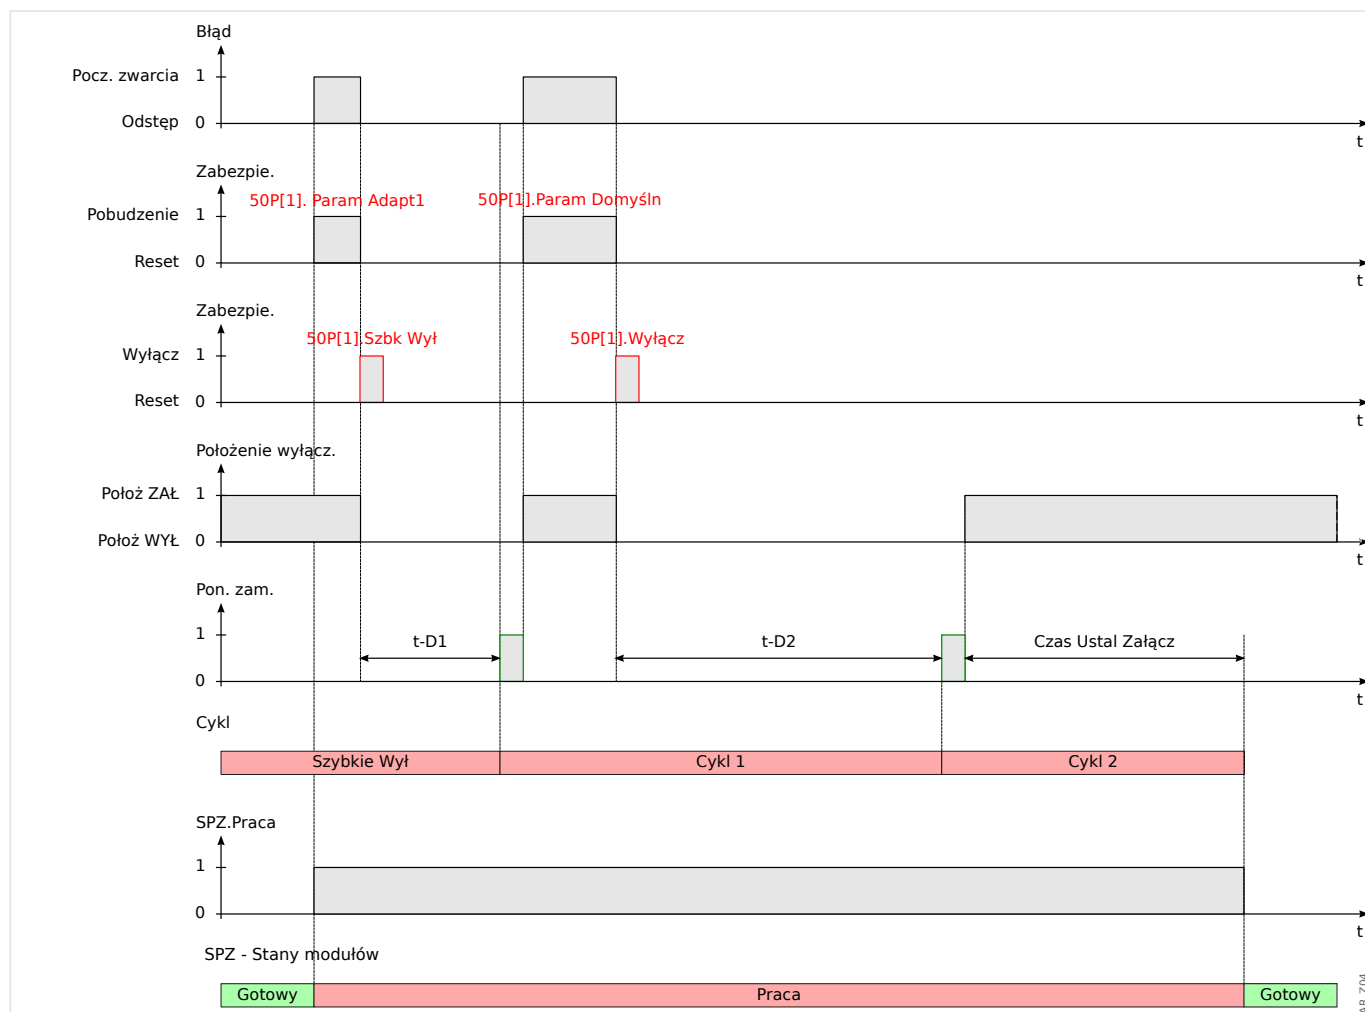 Błąd
Pocz. zwarcia 1
Odstęp 0
t
Zabezpie.
50P[1]. Param Adapt1 50P[1].Param Domyśln
Pobudzenie 1
Reset 0
t
Zabezpie.
50P[1].Szbk Wył 50P[1].Wyłącz
Wyłącz 1
Reset 0
t
Położenie wyłącz.
Położ ZAŁ 1
Położ WYŁ 0
t
Pon. zam.
1
t-D1 t-D2 Czas Ustal Załącz
0
t
Cykl
Szybkie Wył Cykl 1 Cykl 2
SPZ.Praca
1
0
t
SPZ - Stany modułów
Gotowy Praca Gotowy